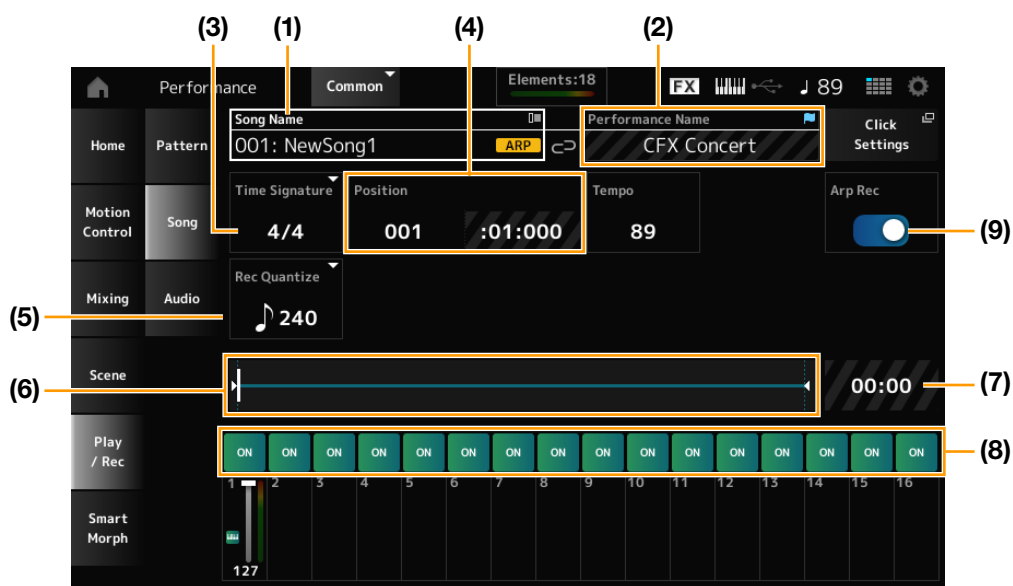 (3) (1) (4) (2)
Performance Common Elements:18 FX 89
Home Pattern Song Name Performance Name Click Settings
001: NewSong1 ARP CFX Concert
Motion Control Song Time Signature Position Tempo Arp Rec
4/4 001 :01:000 89 (9)
Mixing Audio Rec Quantize
(5) 240
Scene
(6) 00:00 (7)
Play / Rec ON ON ON ON ON ON ON ON ON ON ON ON ON ON ON ON (8)
1 2 3 4 5 6 7 8 9 10 11 12 13 14 15 16
Smart Morph
127